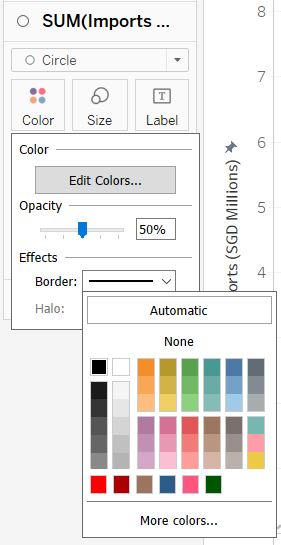 SUM(Imports ...
Circle
Color
Size
Label
T
Color
Edit Colors...
Opacity
50%
Effects
Border:
Halo:
Automatic
None
More colors...
8
7
6
5
4
orts (SGD Millions)